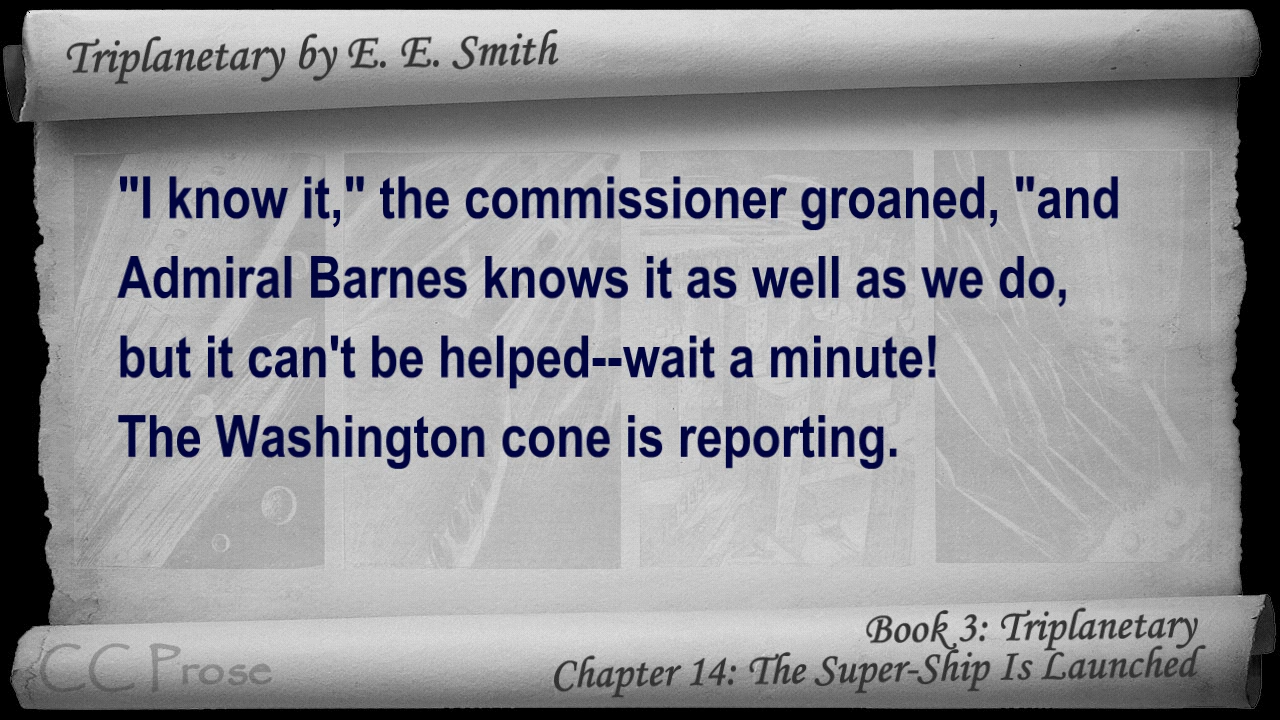 Triplanetary by E. E. Smith
"I know it," the commissioner groaned, "and
Admiral Barnes knows it as well as we do,
but it can't be helped--wait a minute!
The Washington cone is reporting.
Book 3: Triplanetary
Chapter 14: The Super-Ship Is Launched
CC Prose